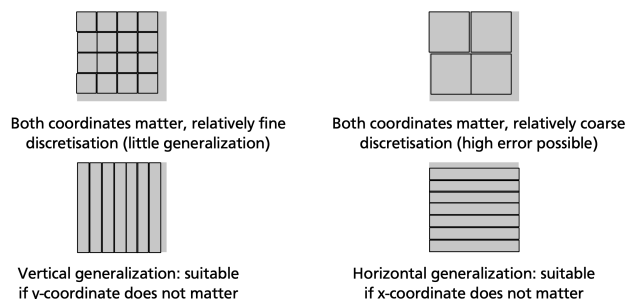 Both coordinates matter, relatively fine
discretisation (little generalization)
Both coordinates matter, relatively coarse
discretisation (high error possible)
Vertical generalization: suitable
if y-coordinate does not matter
Horizontal generalization: suitable
if x-coordinate does not matter